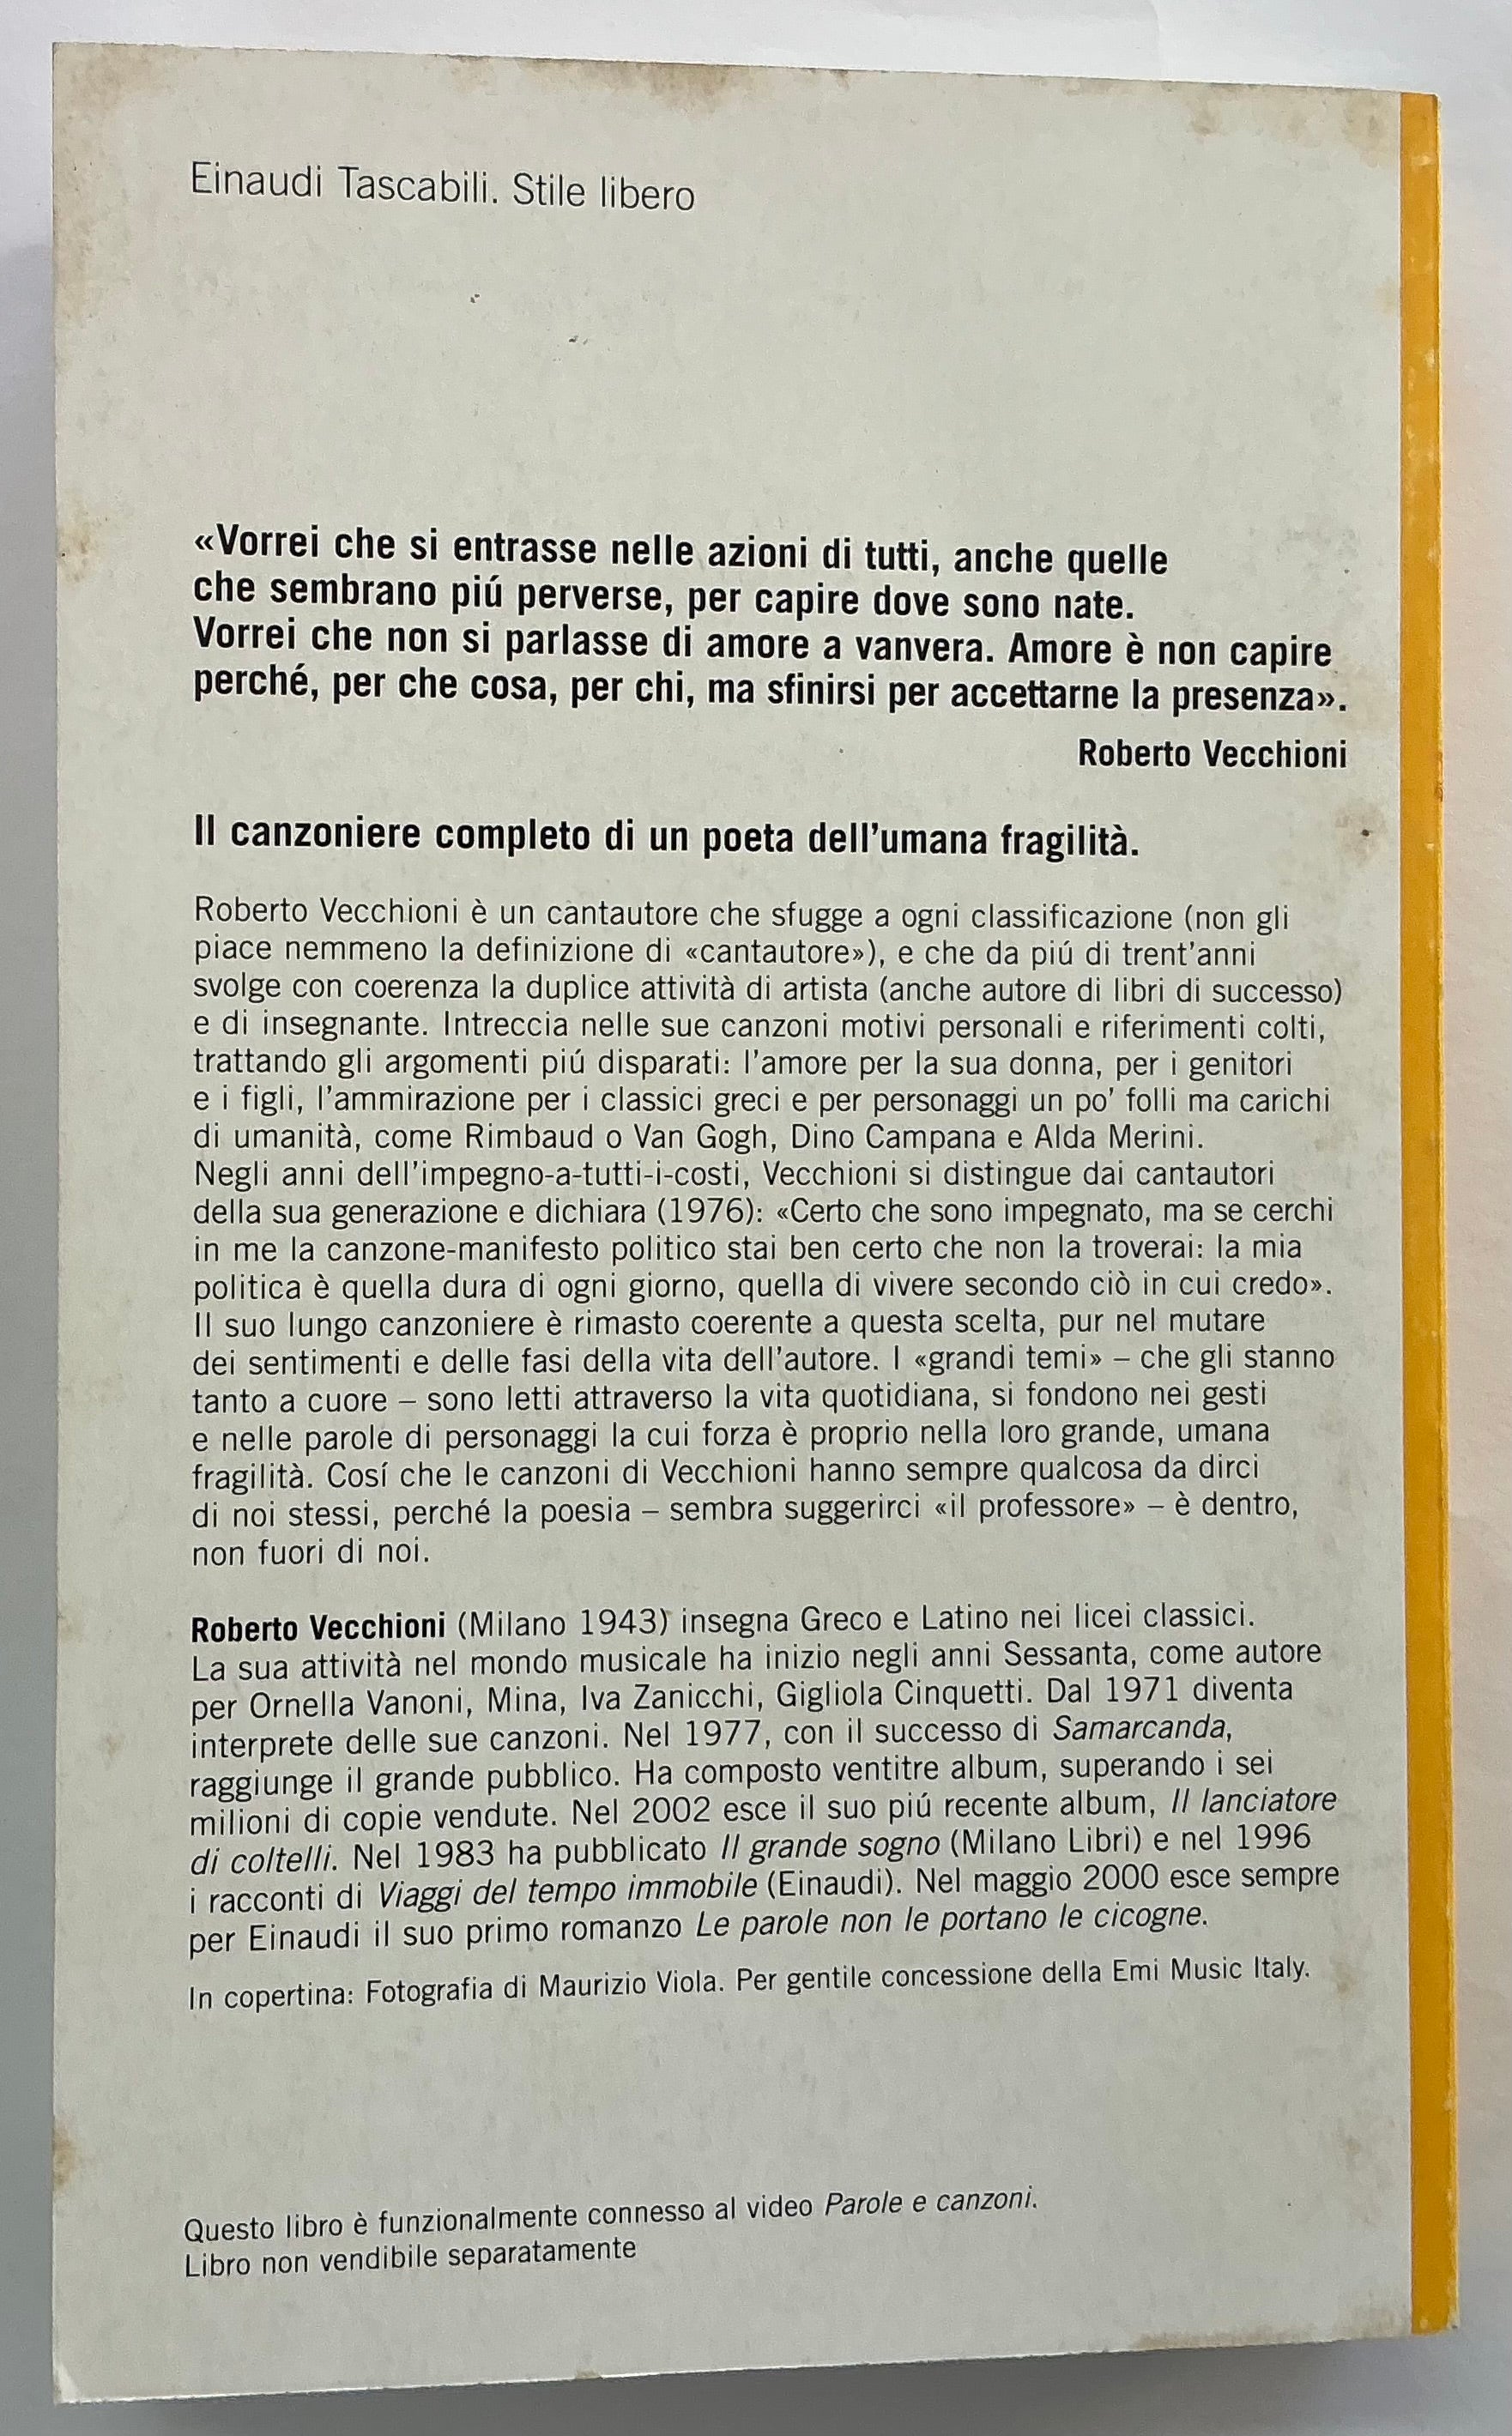 Einaudi Tascabili. Stile libero
«Vorrei che si entrasse nelle azioni di tutti, anche quelle
che sembrano piú perverse, per capire dove sono nate.
Vorrei che non si parlasse di amore a vanvera. Amore è non capire
perché, per che cosa, per chi, ma sfinirsi per accettarne la presenza».
Roberto Vecchioni
Il canzoniere completo di un poeta dell'umana fragilità.
Roberto Vecchioni è un cantautore che sfugge a ogni classificazione (non gli
piace nemmeno la definizione di «cantautore»), e che da piú di trent'anni
svolge con coerenza la duplice attività di artista (anche autore di libri di successo)
e di insegnante. Intreccia nelle sue canzoni motivi personali e riferimenti colti,
trattando gli argomenti piú disparati: l'amore per la sua donna, per i genitori
e i figli, l'ammirazione per i classici greci e per personaggi un po' folli ma carichi
di umanità, come Rimbaud o Van Gogh, Dino Campana e Alda Merini.
Negli anni dell'impegno-a-tutti-i-costi, Vecchioni si distingue dai cantautori
della sua generazione e dichiara (1976): «Certo che sono impegnato, ma se cerchi
in me la canzone-manifesto politico stai ben certo che non la troverai: la mia
politica è quella dura di ogni giorno, quella di vivere secondo ciò in cui credo».
Il suo lungo canzoniere è rimasto coerente a questa scelta, pur nel mutare
dei sentimenti e delle fasi della vita dell'autore. I «grandi temi» – che gli stanno
tanto a cuore – sono letti attraverso la vita quotidiana, si fondono nei gesti
e nelle parole di personaggi la cui forza è proprio nella loro grande, umana
fragilità. Cosí che le canzoni di Vecchioni hanno sempre qualcosa da dirci
di noi stessi, perché la poesia – sembra suggerirci «il professore» – è dentro,
non fuori di noi.
Roberto Vecchioni (Milano 1943) insegna Greco e Latino nei licei classici.
La sua attività nel mondo musicale ha inizio negli anni Sessanta, come autore
per Ornella Vanoni, Mina, Iva Zanicchi, Gigliola Cinquetti. Dal 1971 diventa
interprete delle sue canzoni. Nel 1977, con il successo di Samarcanda,
raggiunge il grande pubblico. Ha composto ventitre album, superando i sei
milioni di copie vendute. Nel 2002 esce il suo piú recente album, Il lanciatore
di coltelli. Nel 1983 ha pubblicato Il grande sogno (Milano Libri) e nel 1996
i racconti di Viaggi del tempo immobile (Einaudi). Nel maggio 2000 esce sempre
per Einaudi il suo primo romanzo Le parole non le portano le cicogne.
In copertina: Fotografia di Maurizio Viola. Per gentile concessione della Emi Music Italy.
Questo libro è funzionalmente connesso al video Parole e canzoni.
Libro non vendibile separatamente